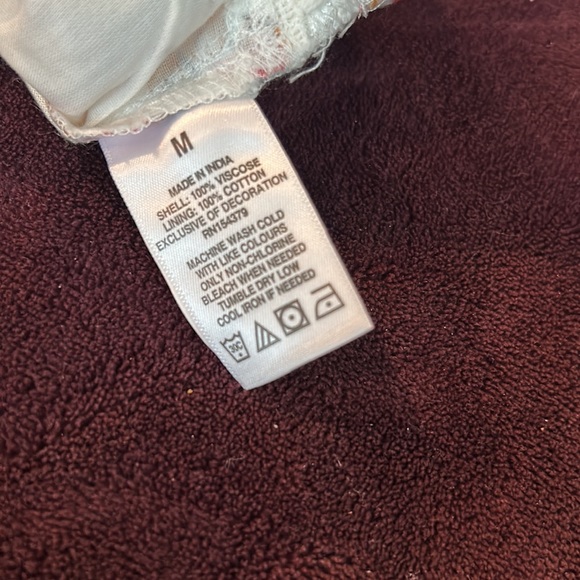 M
MADE IN INDIA
SHELL: 100% VISCOSE
LINING: 100% COTTON
EXCLUSIVE OF DECORATION
RN154379
MACHINE WASH COLD
WITH LIKE COLOURS
ONLY NON-CHLORINE
BLEACH WHEN NEEDED
TUMBLE DRY LOW
COOL IRON IF NEEDED
30C